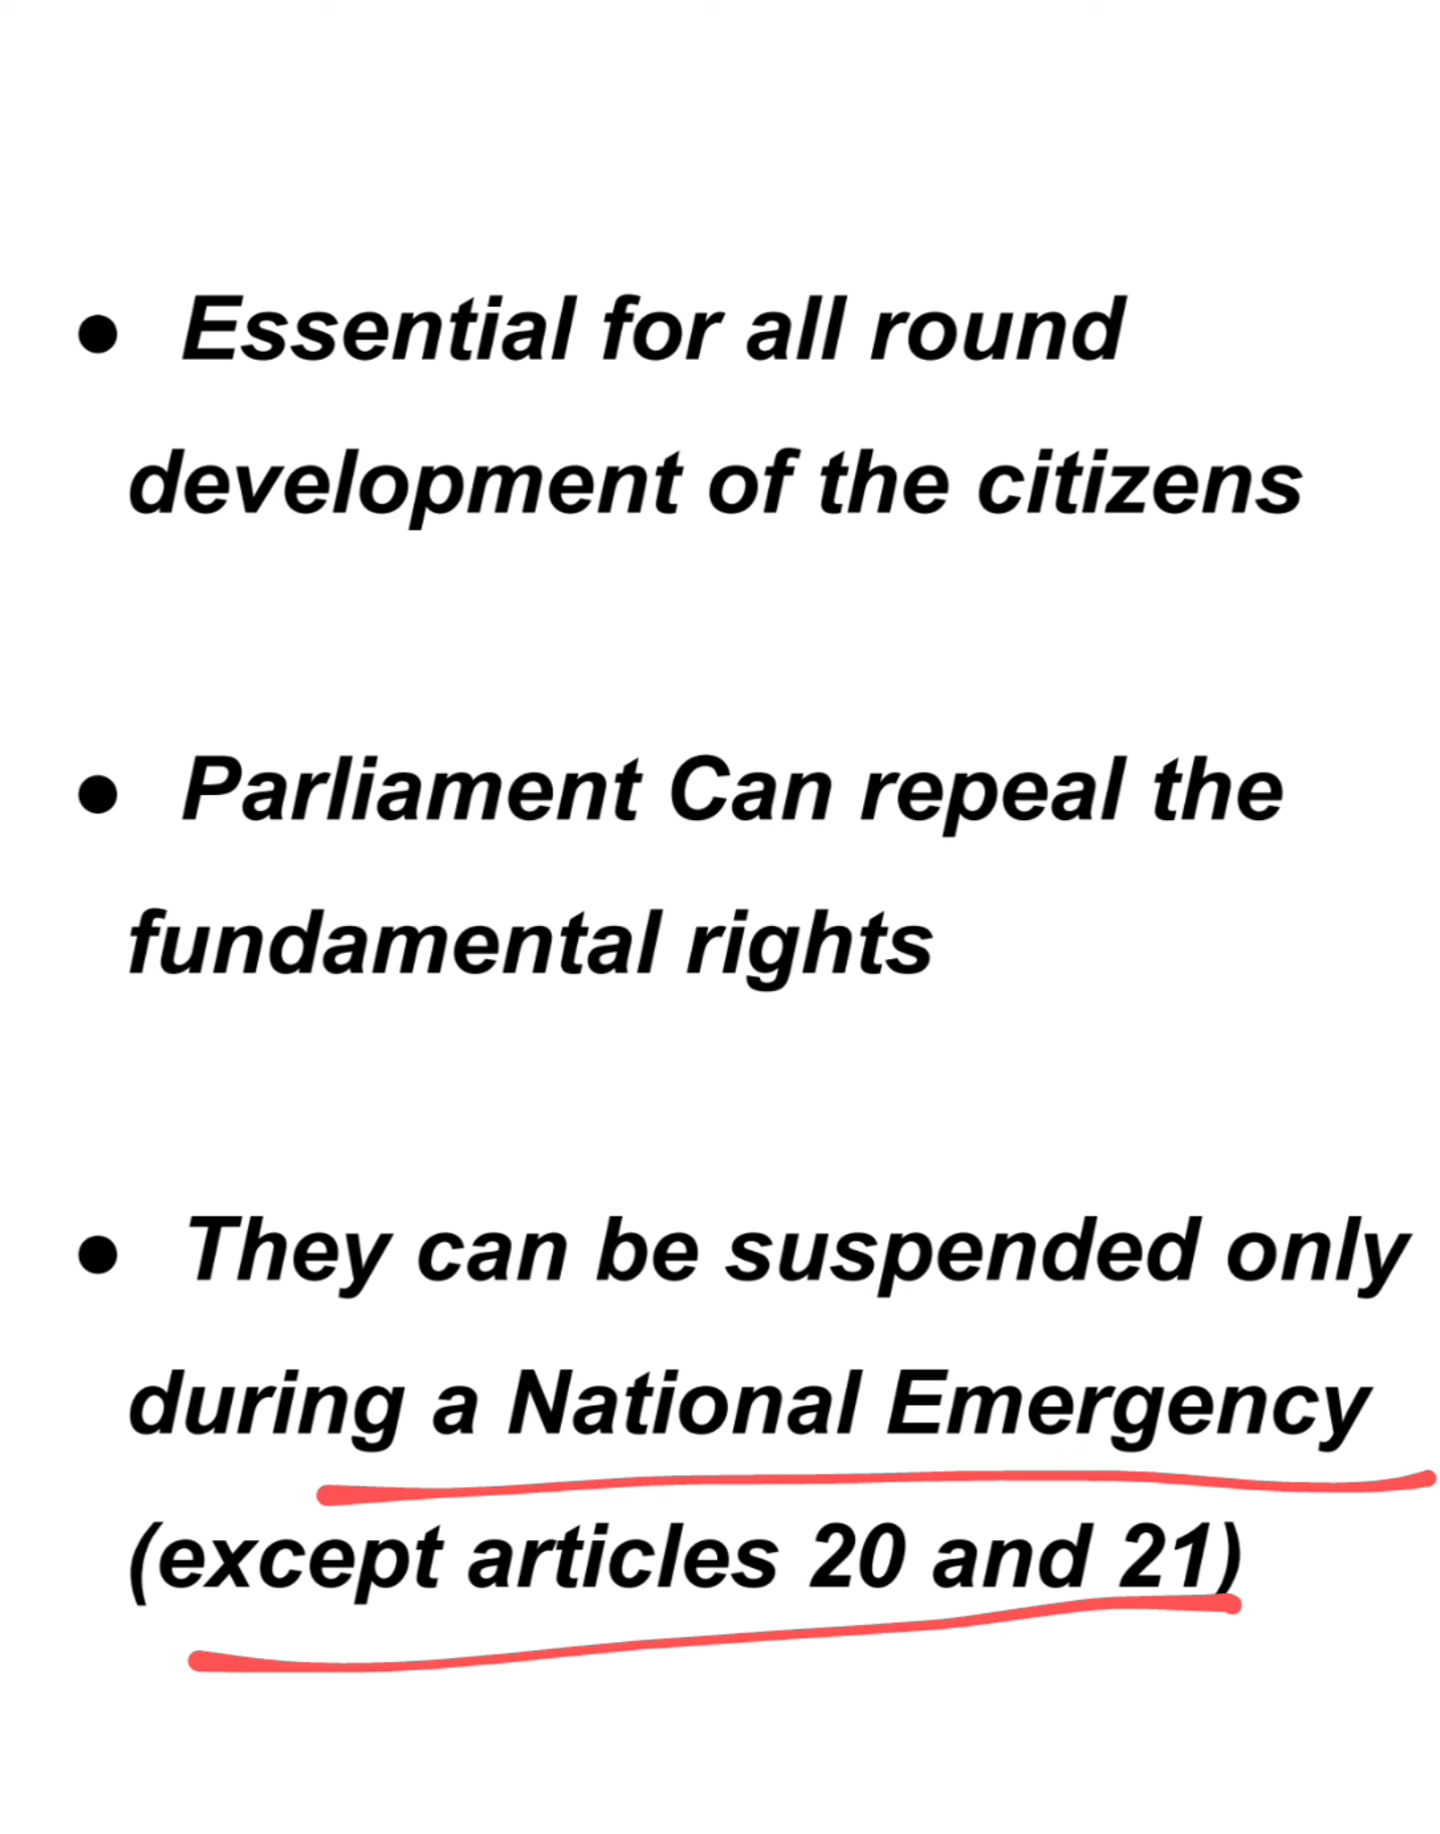 ● Essential for all round
development of the citizens
● Parliament Can repeal the
fundamental rights
● They can be suspended only
during a National Emergency
(except articles 20 and 21)